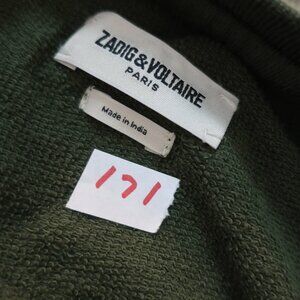 ZADIG&VOLTAIRE
PARIS
Made in India
171